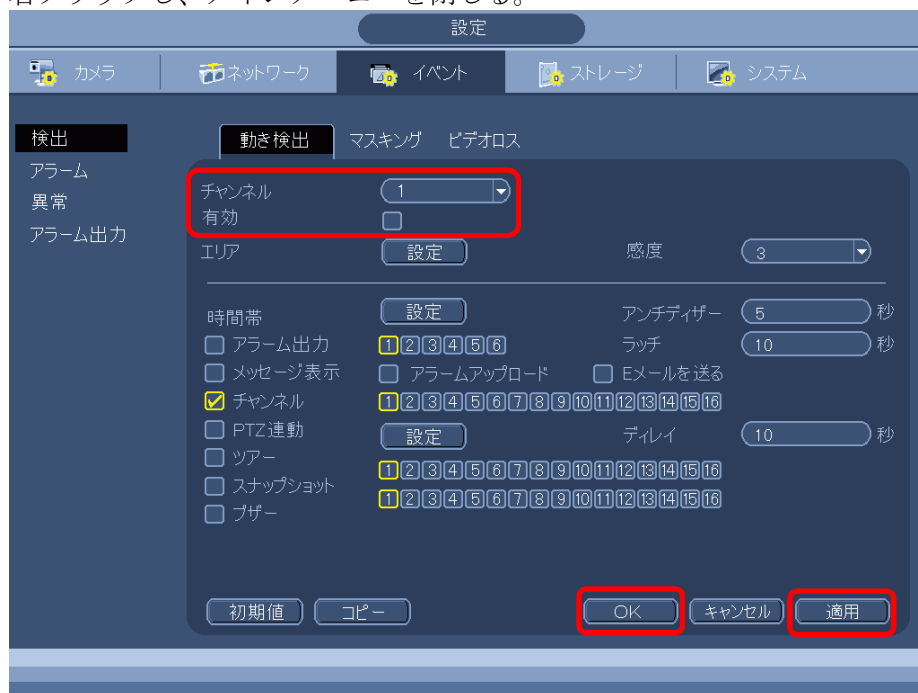 設定
カメラ ネットワーク イベント ストレージ システム
検出 動き検出 マスキング ビデオロス
アラーム
異常
アラーム出力
チャンネル 1
有効
エリア 設定 感度 3
時間帯 設定 アンチディザー 5 秒
アラーム出力 1 2 3 4 5 6 ラッチ 10 秒
メッセージ表示 アラームアップロード Eメールを送る
チャンネル 1 2 3 4 5 6 7 8 9 10 11 12 13 14 15 16
PTZ連動 設定 ディレイ 10 秒
ツアー 1 2 3 4 5 6 7 8 9 10 11 12 13 14 15 16
スナップショット 1 2 3 4 5 6 7 8 9 10 11 12 13 14 15 16
ブザー
初期値 コピー OK キャンセル 適用